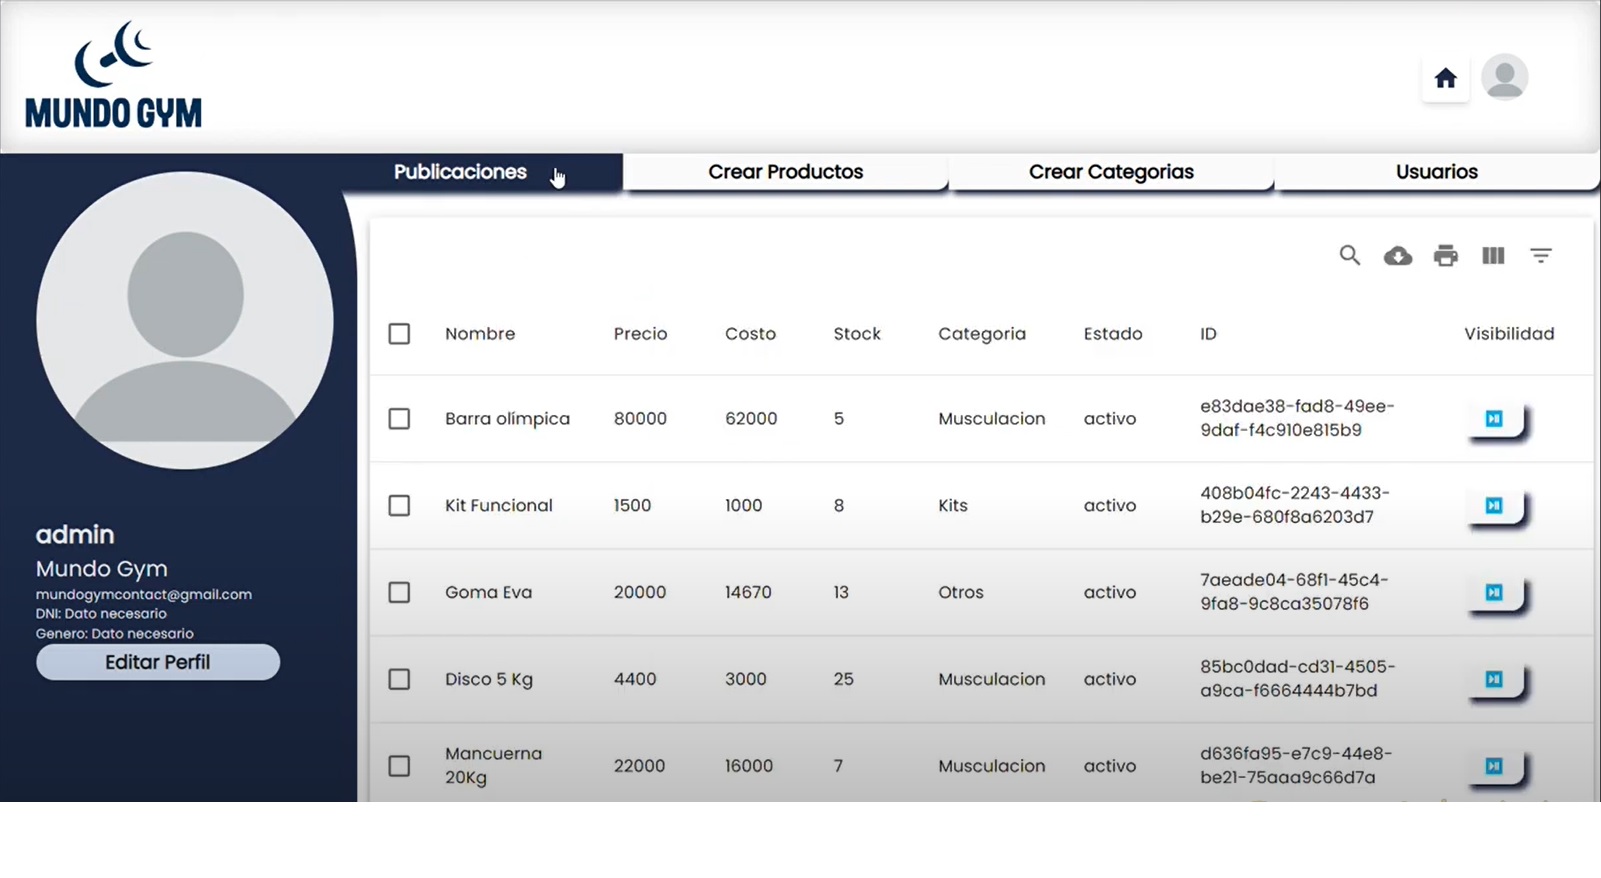 MUNDO GYM
Publicaciones Crear Productos Crear Categorias Usuarios
Nombre Precio Costo Stock Categoria Estado ID Visibilidad
Barra olímpica 80000 62000 5 Musculacion activo e83dae38-fad8-49ee-
9daf-f4c910e815b9
Kit Funcional 1500 1000 8 Kits activo 408b04fc-2243-4433-
b29e-680f8a6203d7
Goma Eva 20000 14670 13 Otros activo 7aeade04-68f1-45c4-
9fa8-9c8ca35078f6
Disco 5 Kg 4400 3000 25 Musculacion activo 85bc0dad-cd31-4505-
a9ca-f6664444b7bd
Mancuerna
20Kg 22000 16000 7 Musculacion activo d636fa95-e7c9-44e8-
be21-75aaa9c66d7a
admin
Mundo Gym
mundogymcontact@gmail.com
DNI: Dato necesario
Genero: Dato necesario
Editar Perfil